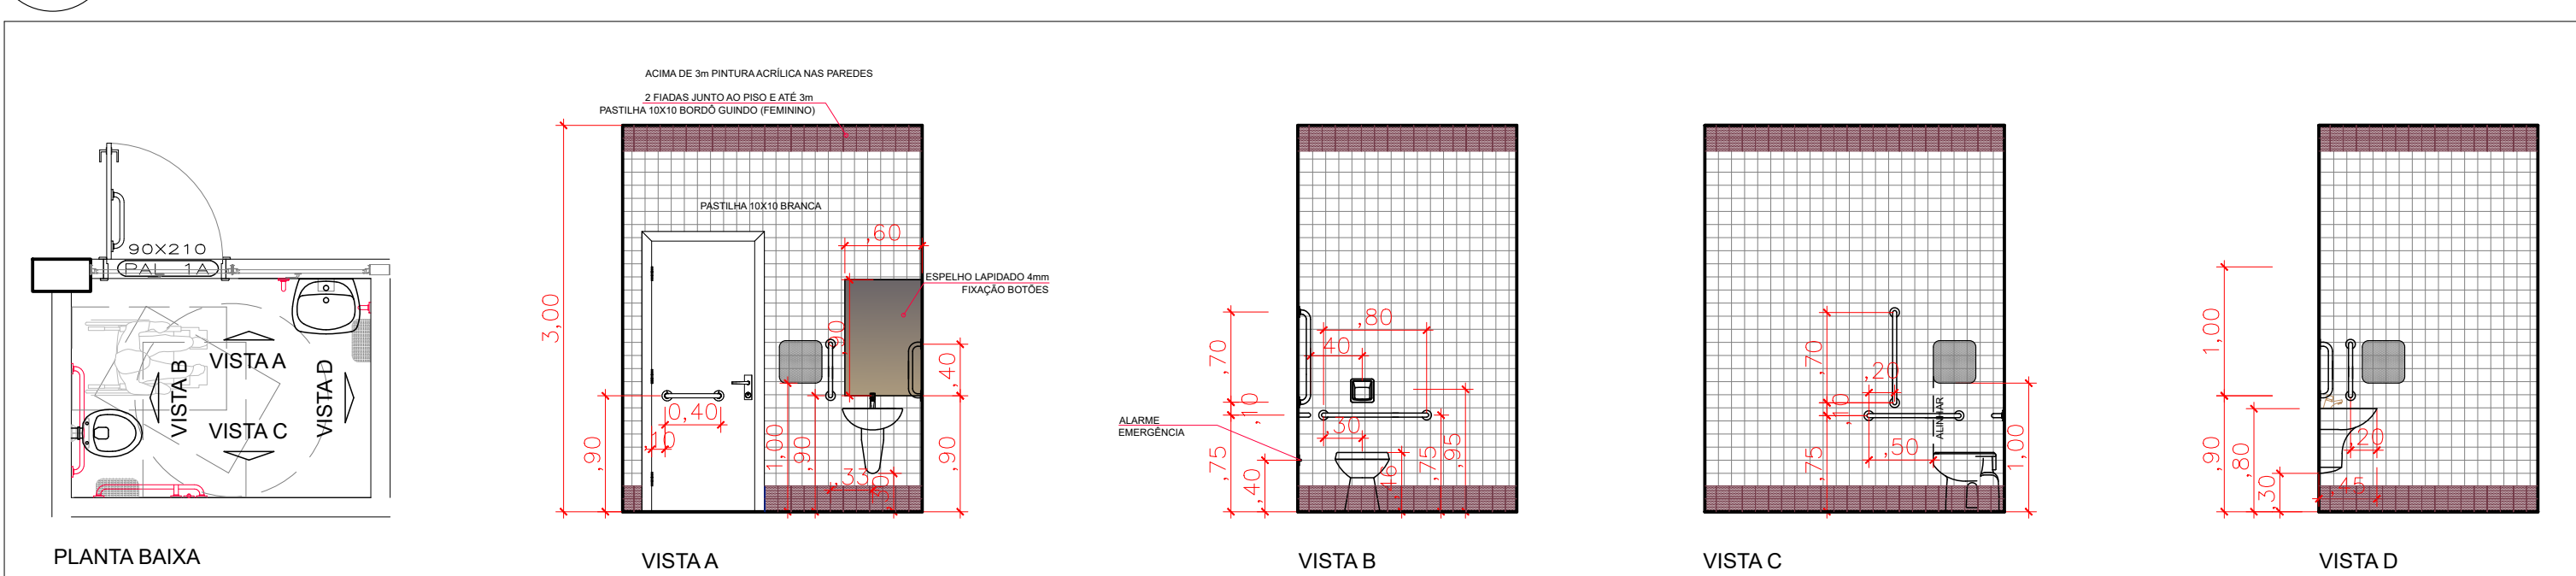 90X210
PAL 1A
VISTA A
VISTA B
VISTA C
VISTA D
PLANTA BAIXA
ACIMA DE 3m PINTURA ACRÍLICA NAS PAREDES
2 FIADAS JUNTO AO PISO E ATÉ 3m
PASTILHA 10X10 BORDÔ GUINDO (FEMININO)
PASTILHA 10X10 BRANCA
,60
ESPELHO LAPIDADO 4mm
FIXAÇÃO BOTÕES
3,00
,90
,40
0,40
,10
,90
1,00
,90
,33
,90
VISTA A
,80
,40
,70
,10
,30
ALARME
EMERGÊNCIA
,75
,40
,46
,75
,95
VISTA B
,70
,20
,10
ALINHAR
,50
,75
1,00
VISTA C
1,00
,90
,80
,30
,20
,45
VISTA D